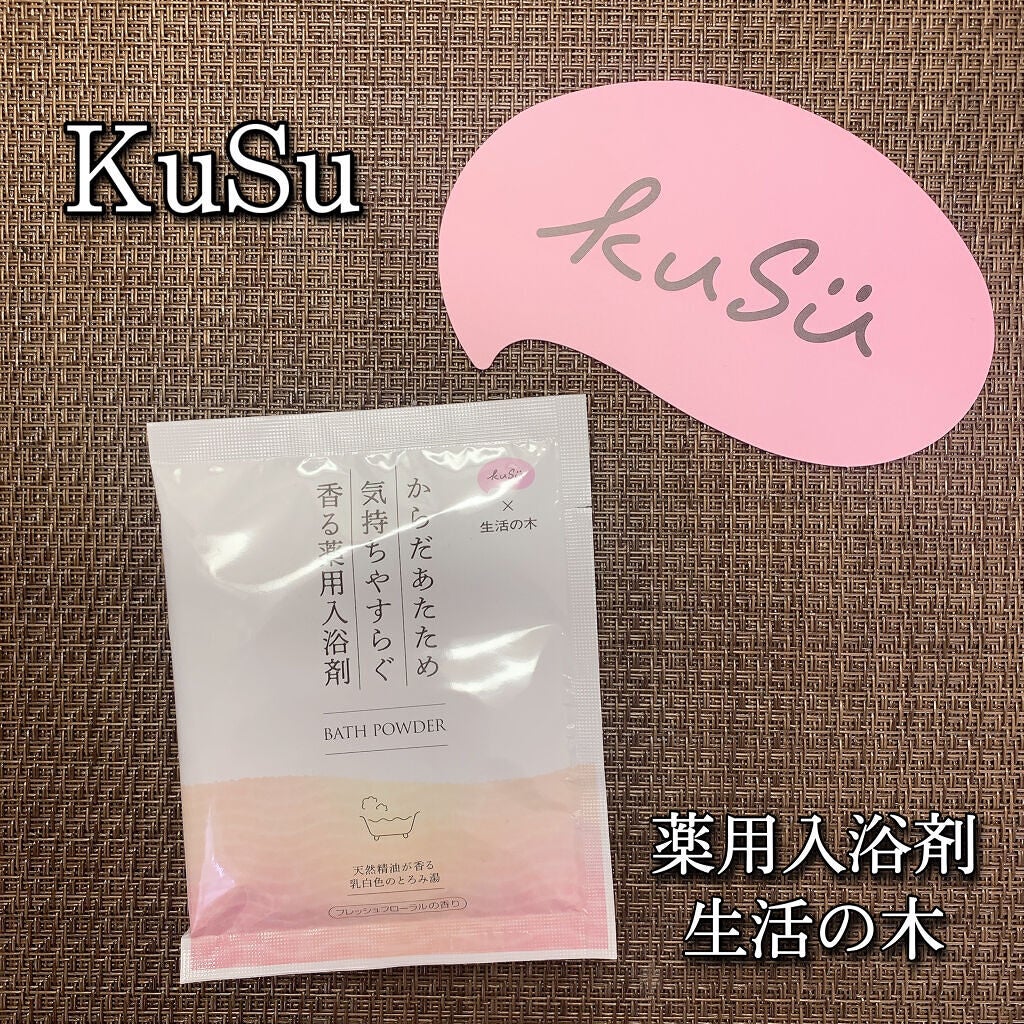 KuSu
kuSü
kuSü
×
生活の木
からだあたため
気持ちやすらぐ
香る薬用入浴剤
BATH POWDER
天然精油が香る
乳白色のとろみ湯
フレッシュフローラルの香り
薬用入浴剤
生活の木